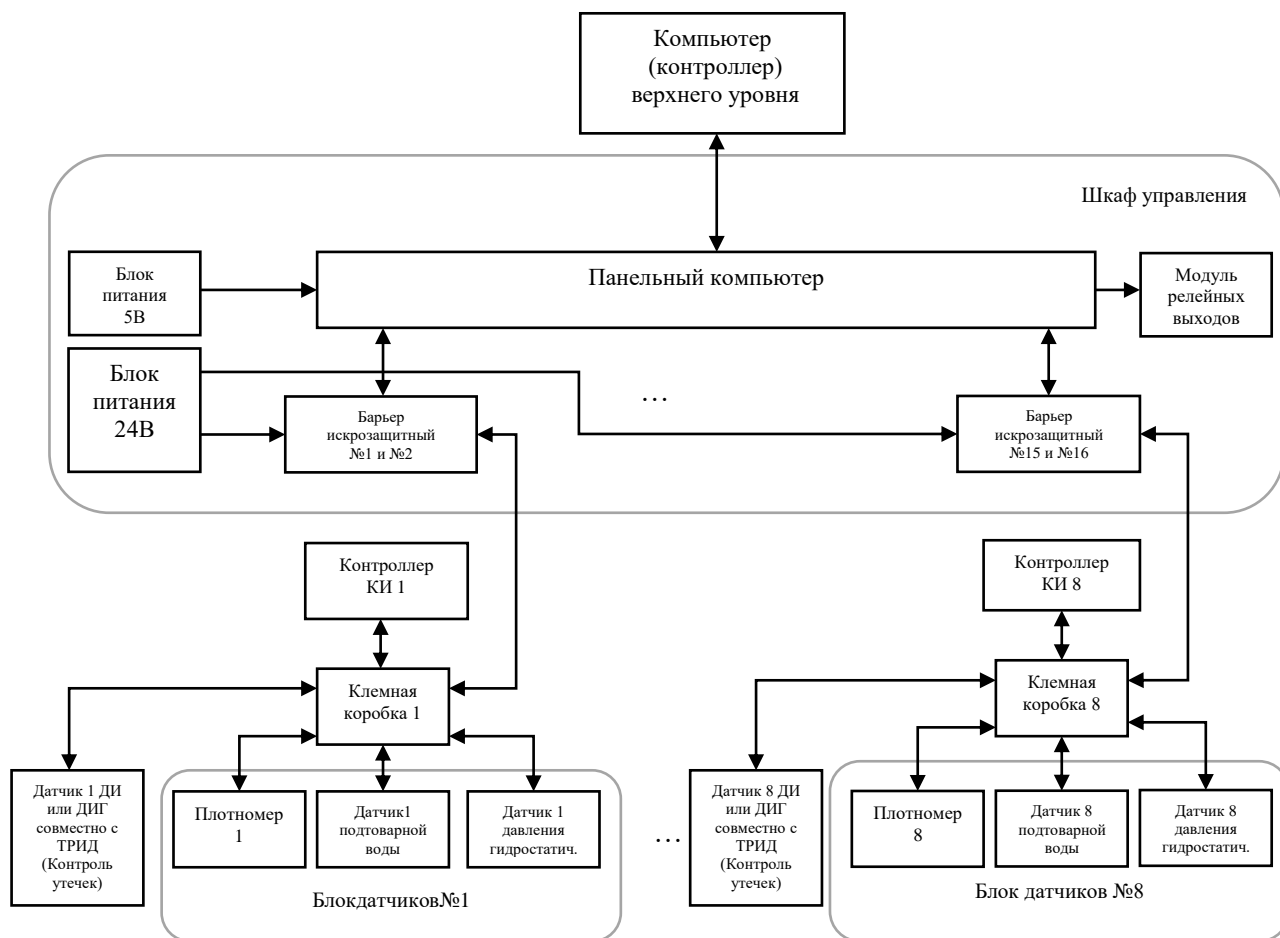 Компьютер
(контроллер)
верхнего уровня
Шкаф управления
Блок
питания
5В
Панельный компьютер
Модуль
релейных
выходов
Блок
питания
24В
…
Барьер
искрозащитный
№1 и №2
Барьер
искрозащитный
№15 и №16
Контроллер
КИ 1
Контроллер
КИ 8
Клемная
коробка 1
Клемная
коробка 8
Датчик 1 ДИ
или ДИГ
совместно с
ТРИД
(Контроль
утечек)
Плотномер
1
Датчик1
подтоварной
воды
Датчик 1
давления
гидростатич.
Блокдатчиков№1
…
Датчик 8 ДИ
или ДИГ
совместно с
ТРИД
(Контроль
утечек)
Плотномер
8
Датчик 8
подтоварной
воды
Датчик 8
давления
гидростатич.
Блок датчиков №8